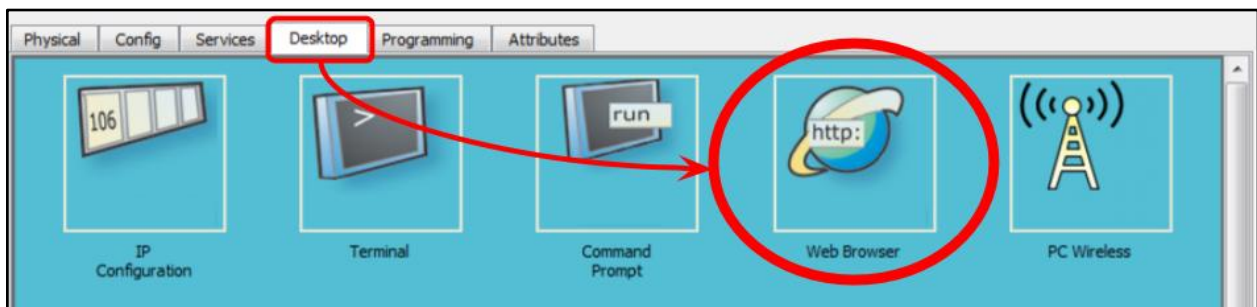 Physical Config Services Desktop Programming Attributes
106
>
run
http:
IP
Configuration
Terminal
Command
Prompt
Web Browser
PC Wireless